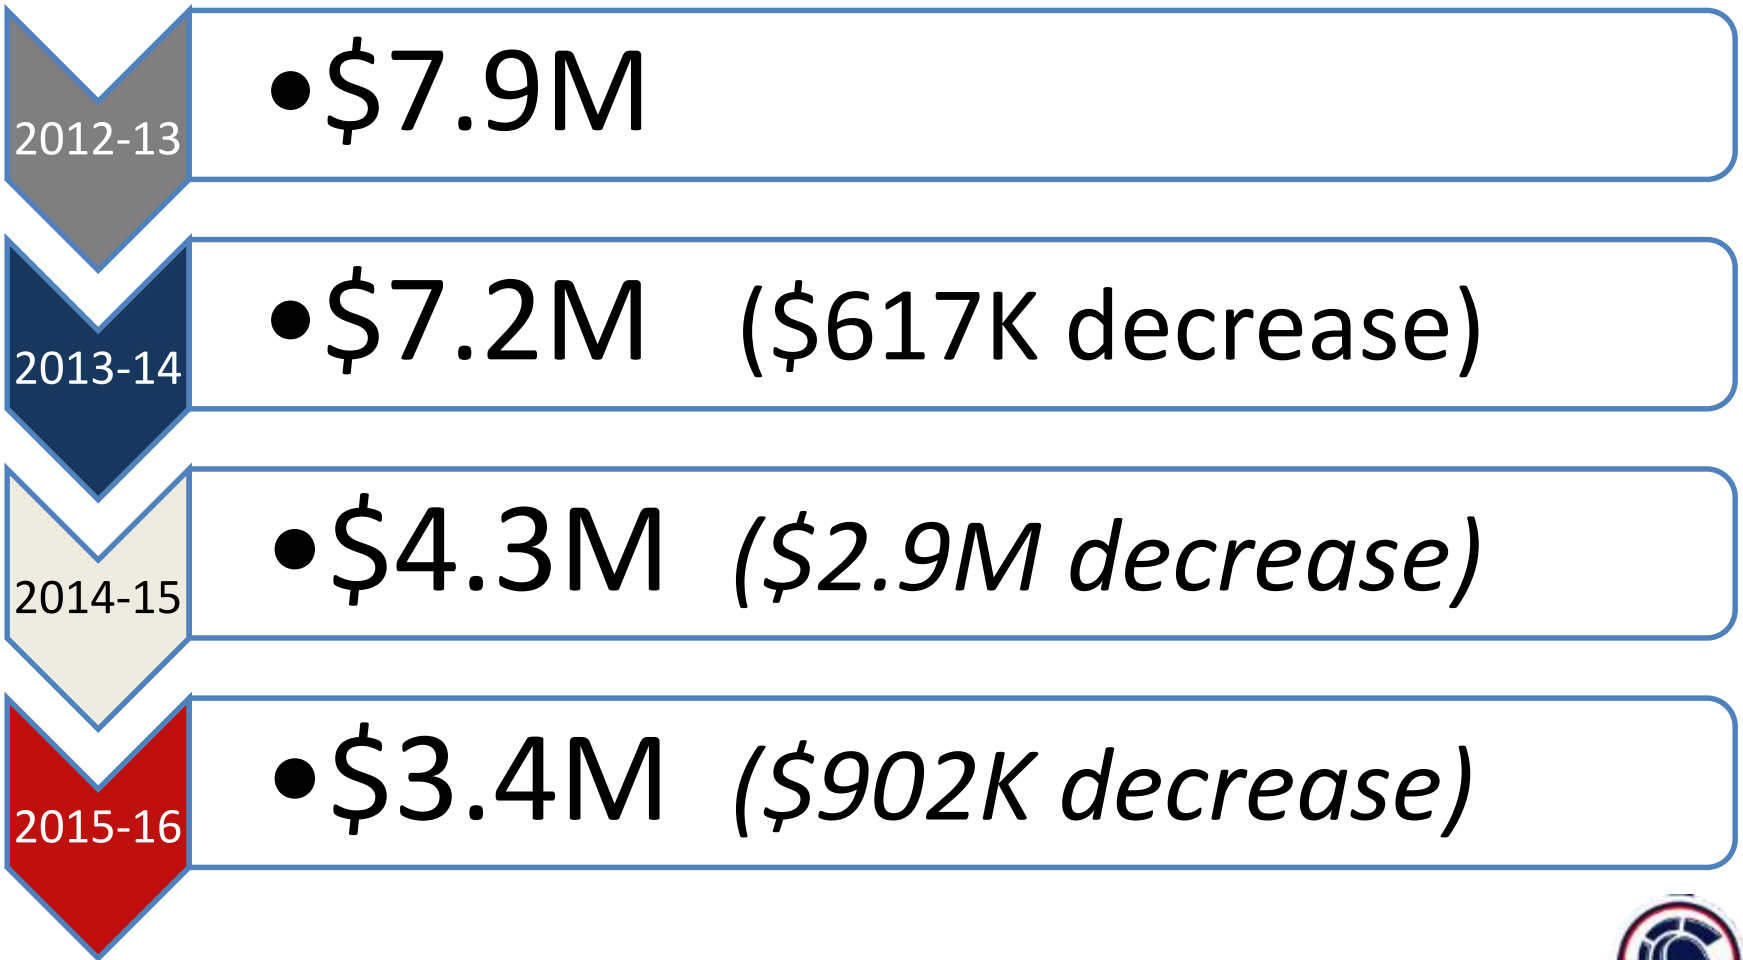 2012-13
•$7.9M
2013-14
•$7.2M ($617K decrease)
2014-15
•$4.3M ($2.9M decrease)
2015-16
•$3.4M ($902K decrease)